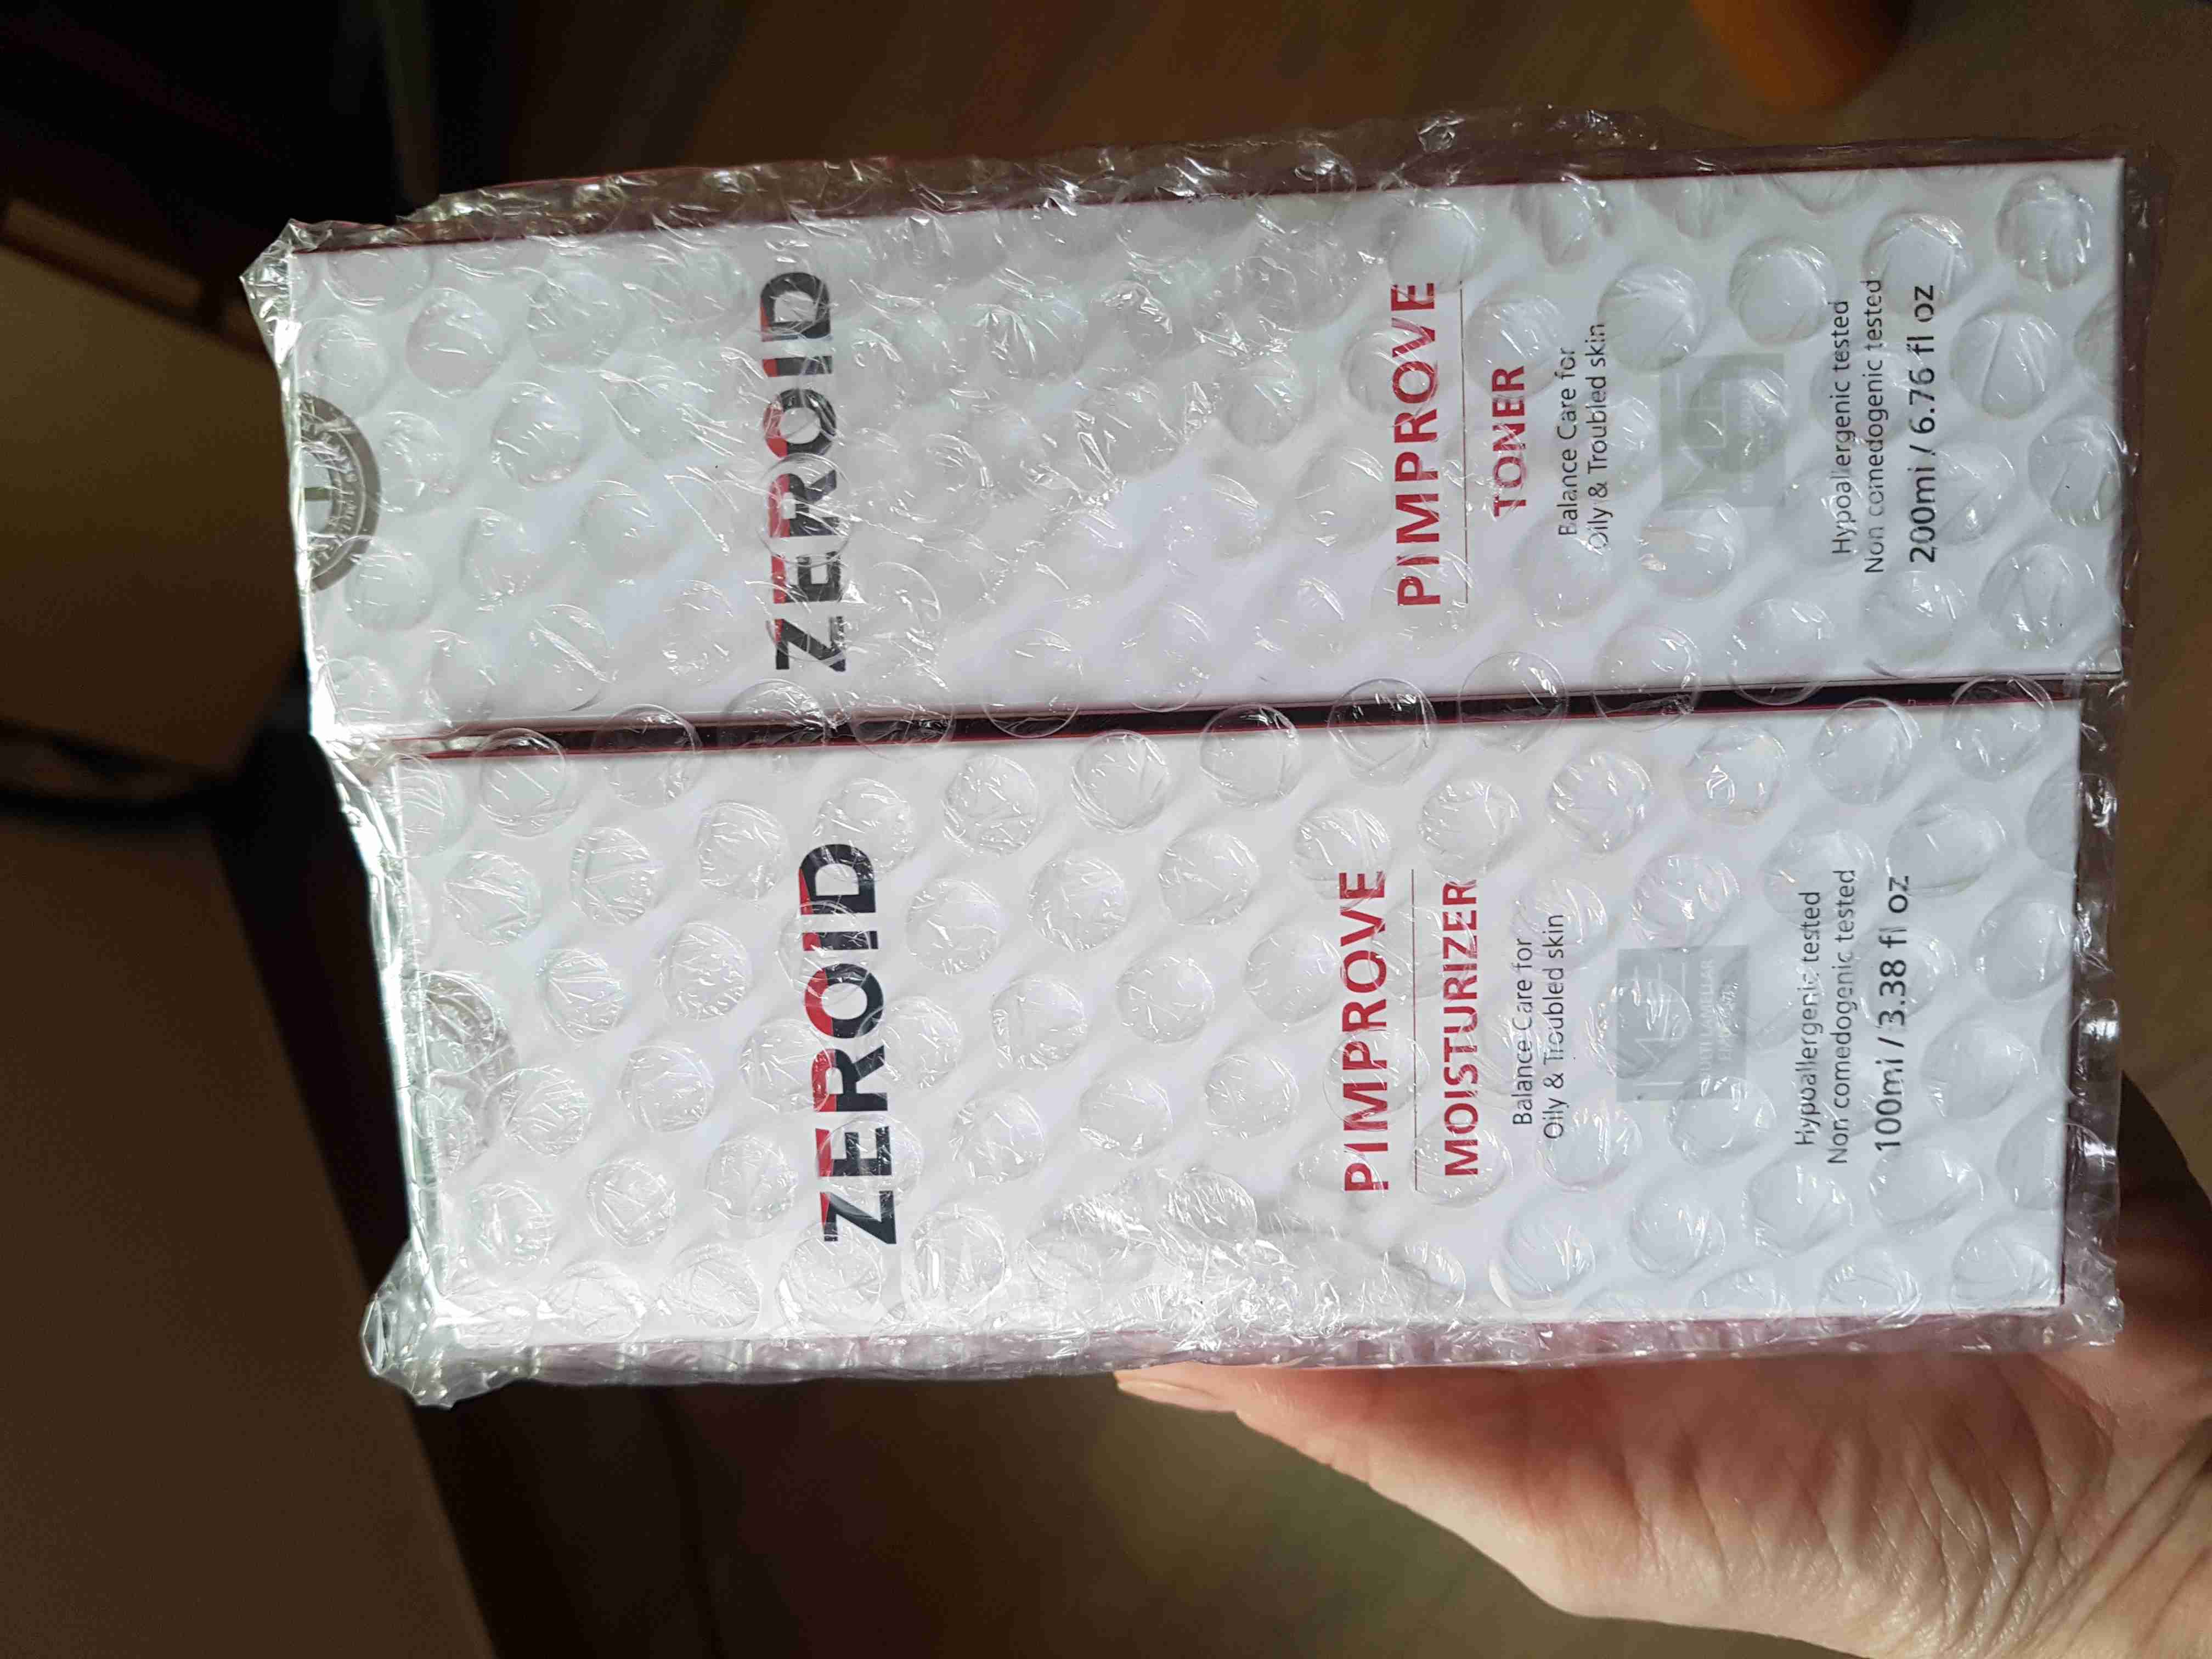 ZEROID
PIMPROVE
MOISTURIZER
Balance Care for
Oily & Troubled skin
MLE
Hypoallergenic tested
Non comedogenic tested
100ml / 3.38 fl oz
ZEROID
PIMPROVE
TONER
Balance Care for
Oily & Troubled skin
MLE
Hypoallergenic tested
Non comedogenic tested
200ml / 6.76 fl oz